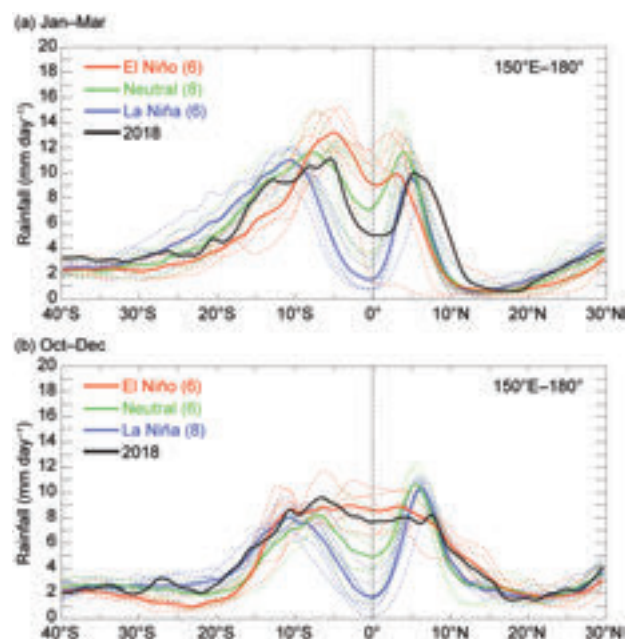 (a) Jan–Mar
20
18
16
14
12
10
8
6
4
2
0
Rainfall (mm day⁻¹)
El Niño (6)
Neutral (8)
La Niña (6)
2018
150°E–180°
40°S 30°S 20°S 10°S 0° 10°N 20°N 30°N
(b) Oct–Dec
20
18
16
14
12
10
8
6
4
2
0
Rainfall (mm day⁻¹)
El Niño (6)
Neutral (6)
La Niña (8)
2018
150°E–180°
40°S 30°S 20°S 10°S 0° 10°N 20°N 30°N